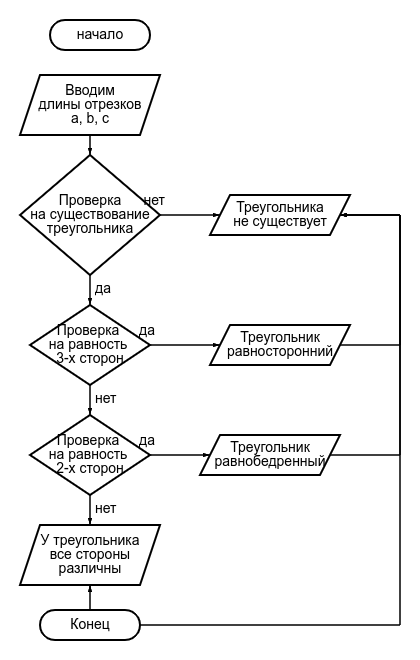 начало
Вводим
длины отрезков
a, b, c
Проверка
на существование
треугольника
нет
Треугольника
не существует
да
Проверка
на равность
3-х сторон
да
Треугольник
равносторонний
нет
Проверка
на равность
2-х сторон
да
Треугольник
равнобедренный
нет
У треугольника
все стороны
различны
Конец